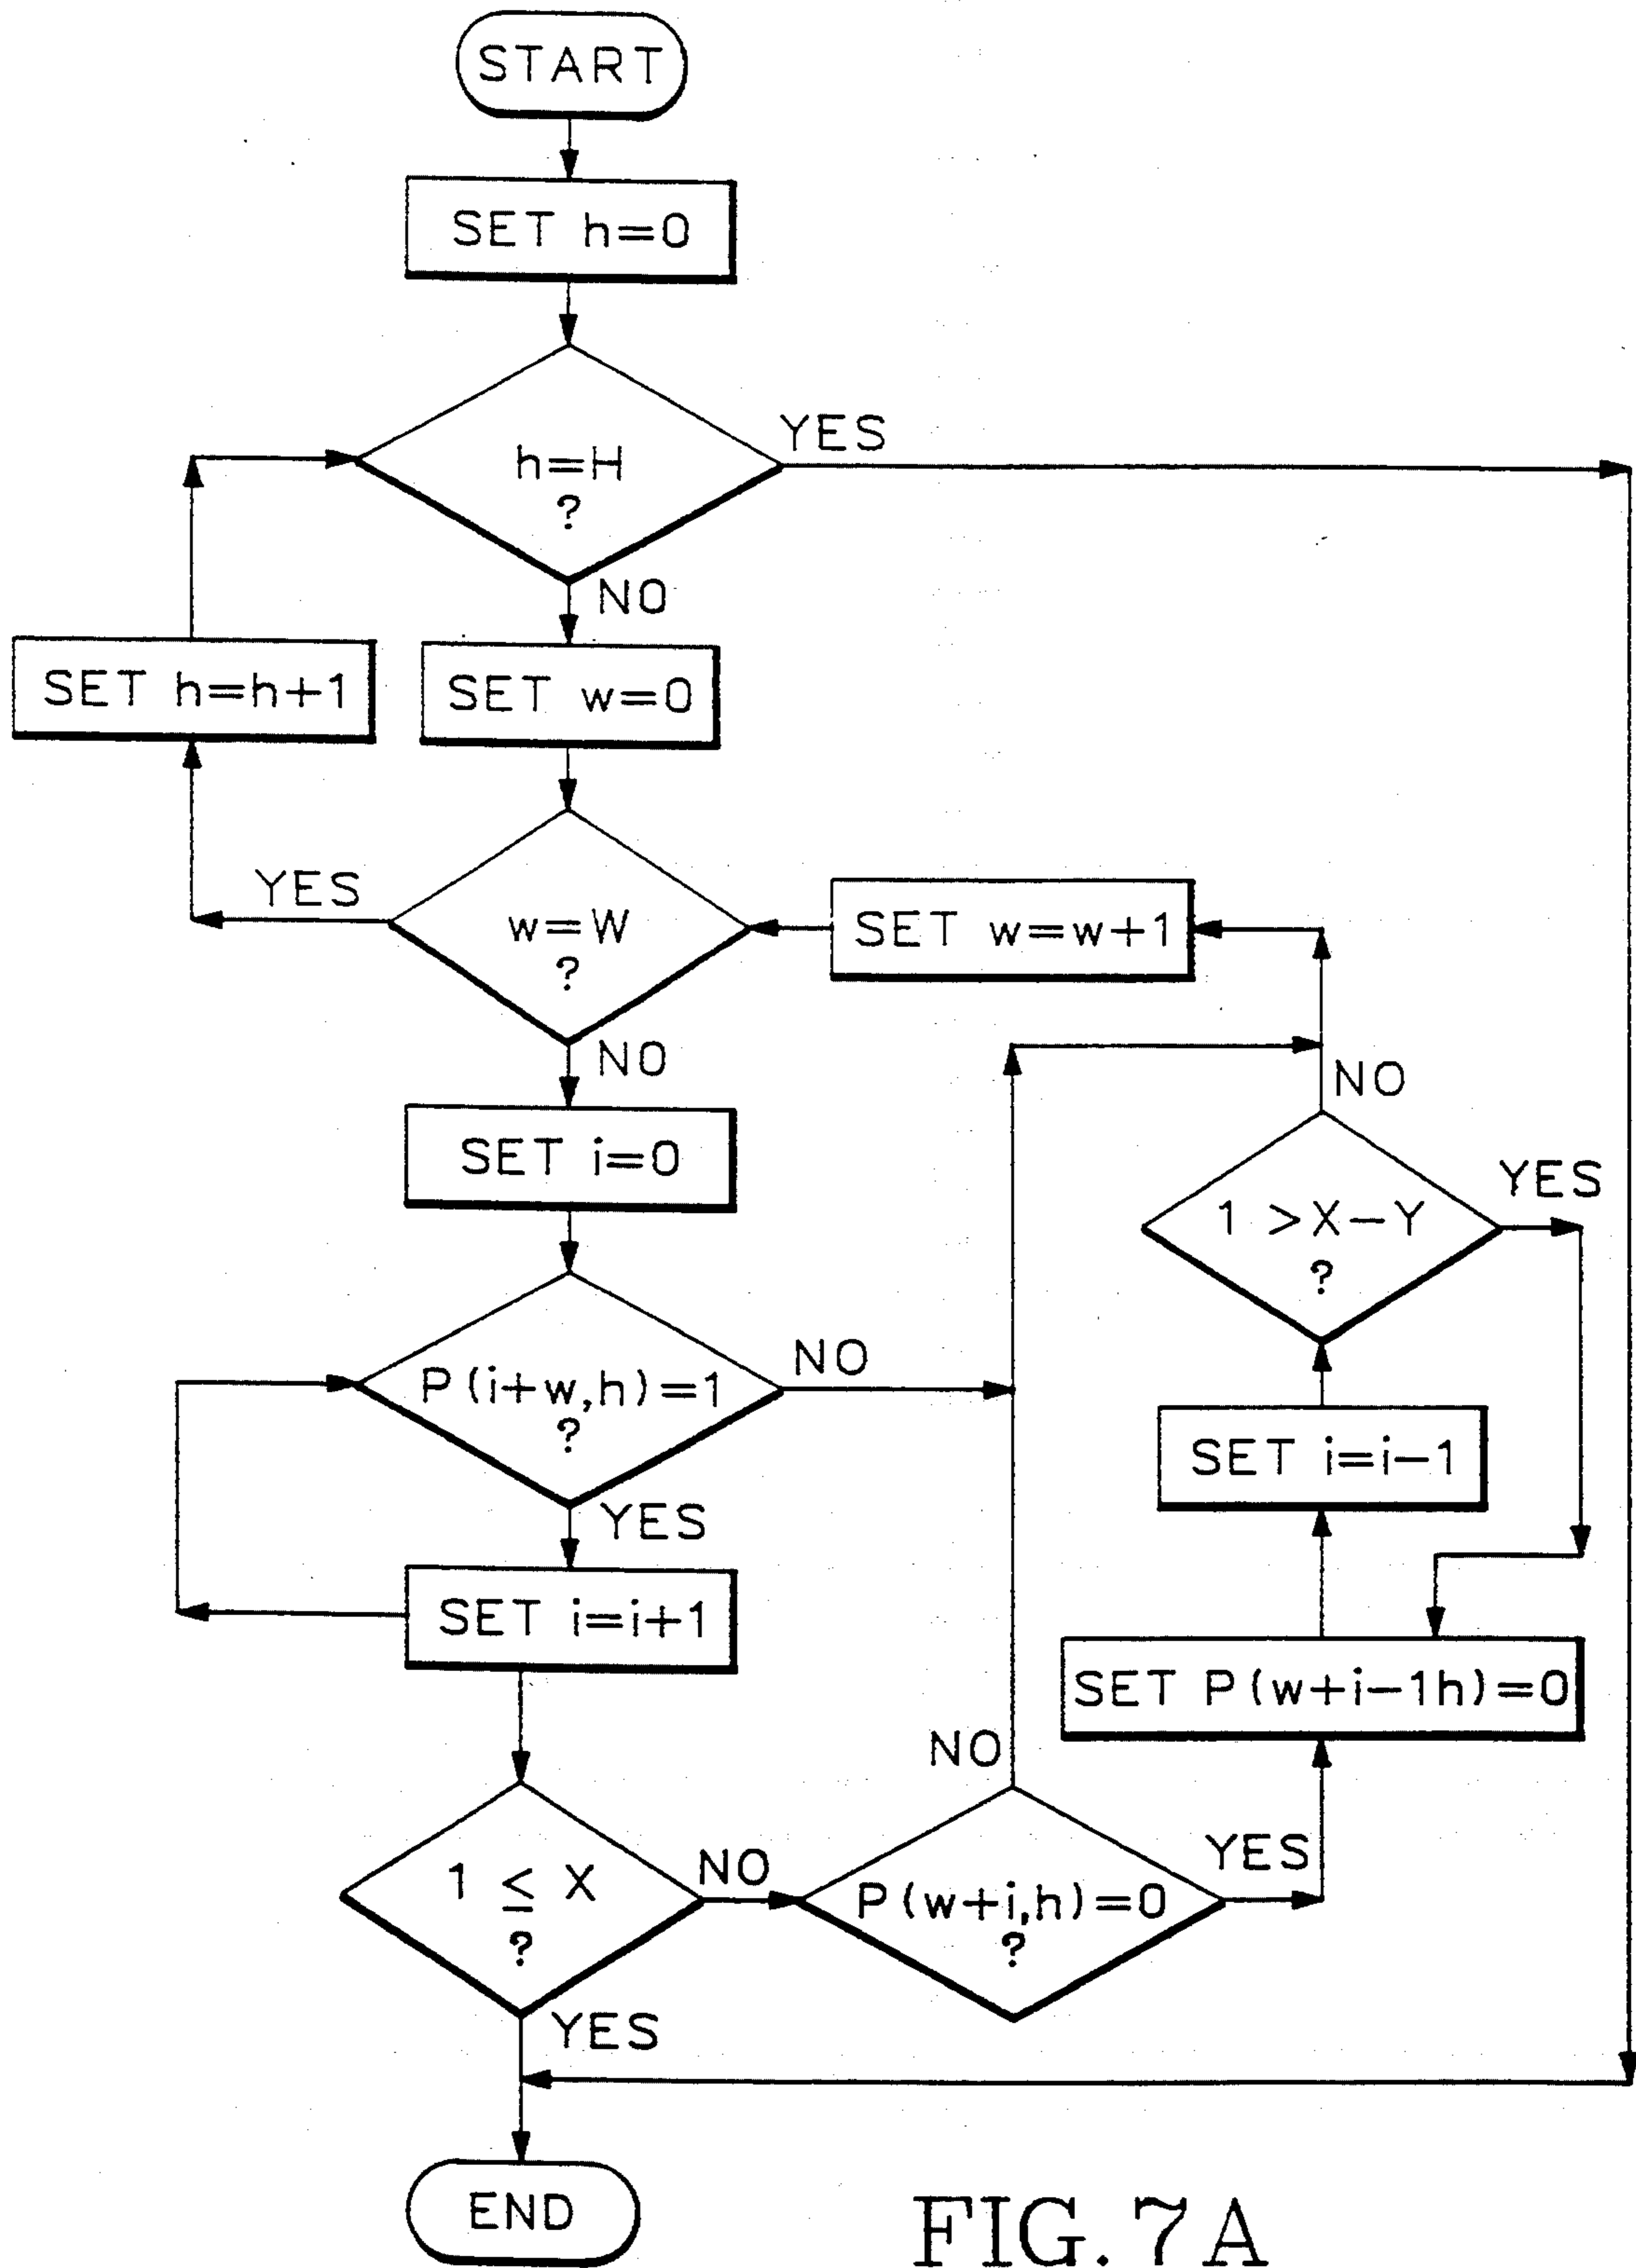 START
SET h=0
h=H
?
YES
NO
SET h=h+1
SET w=0
YES
w=W
?
SET w=w+1
NO
SET i=0
NO
1 >X-Y
?
YES
P(i+w,h)=1
?
NO
YES
SET i=i-1
SET i=i+1
SET P(w+i-1h)=0
NO
1 ≤ X
?
NO
P(w+i,h)=0
?
YES
YES
END
FIG. 7A